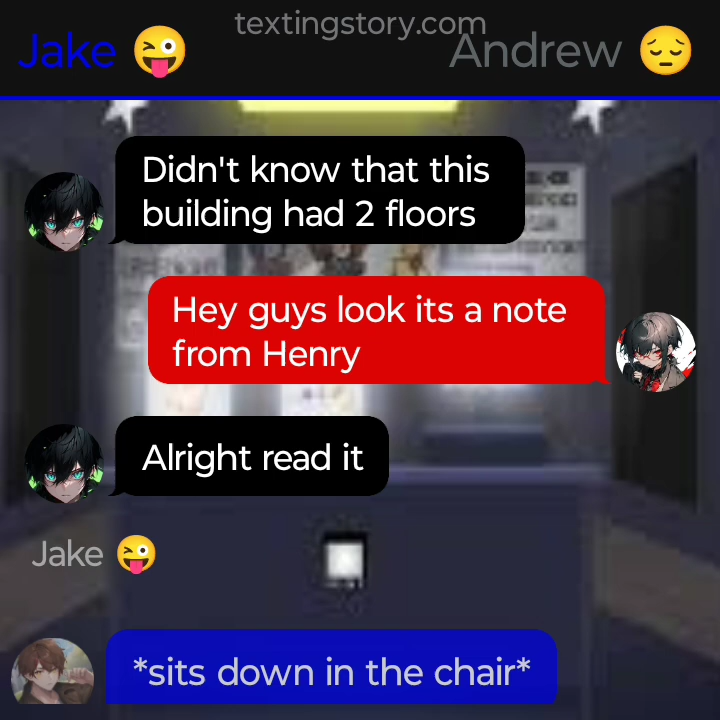 textingstory.com
Jake 😜
Andrew 😔
Didn't know that this
building had 2 floors
Hey guys look its a note
from Henry
Alright read it
Jake 😜
*sits down in the chair*